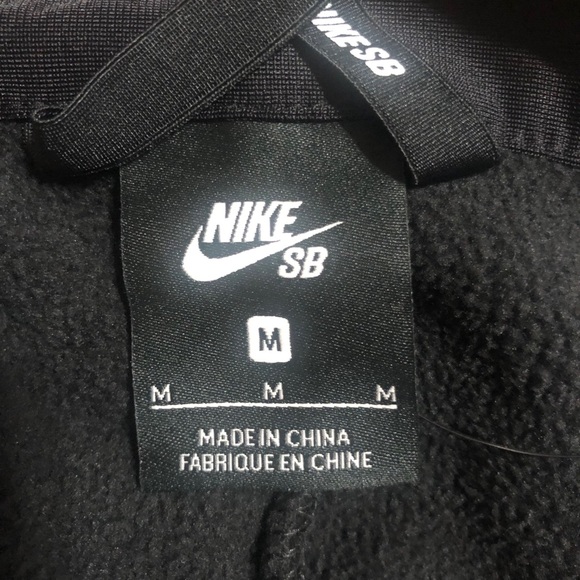 NIKE SB
NIKE
SB
M
M M M
MADE IN CHINA
FABRIQUE EN CHINE